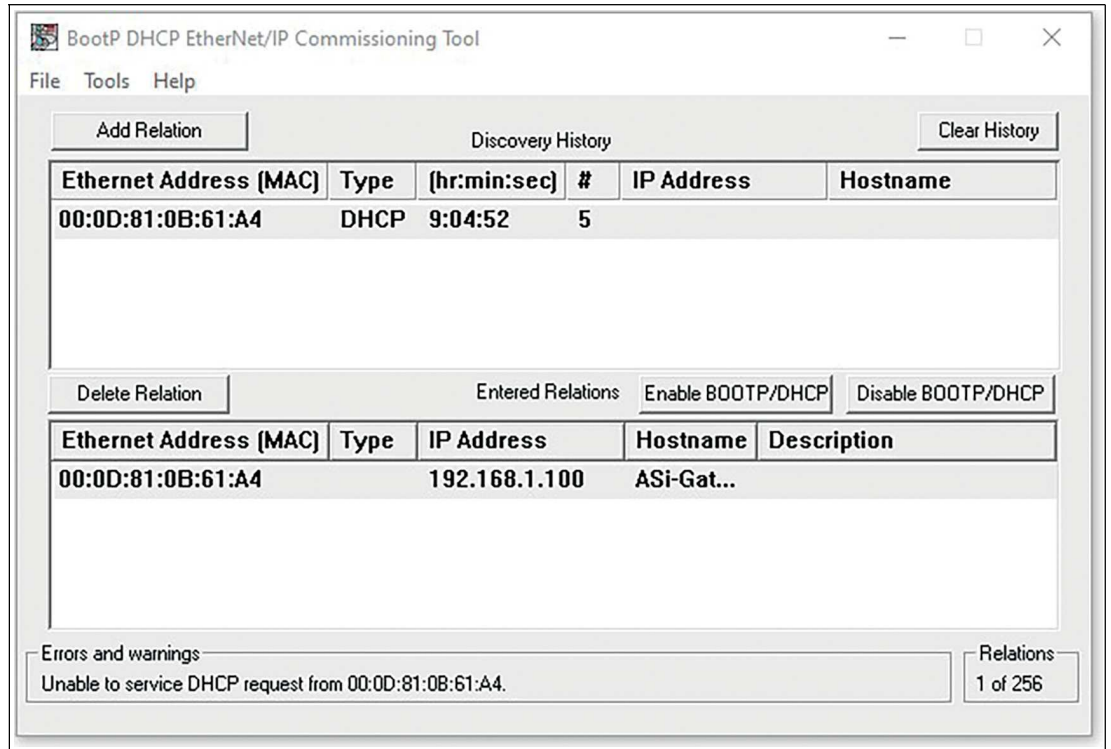 BootP DHCP EtherNet/IP Commissioning Tool
File Tools Help
Add Relation Discovery History Clear History
Ethernet Address (MAC) Type (hr:min:sec) # IP Address Hostname
00:0D:81:0B:61:A4 DHCP 9:04:52 5
Delete Relation Entered Relations Enable BOOTP/DHCP Disable BOOTP/DHCP
Ethernet Address (MAC) Type IP Address Hostname Description
00:0D:81:0B:61:A4 192.168.1.100 ASi-Gat...
Errors and warnings Relations
Unable to service DHCP request from 00:0D:81:0B:61:A4. 1 of 256